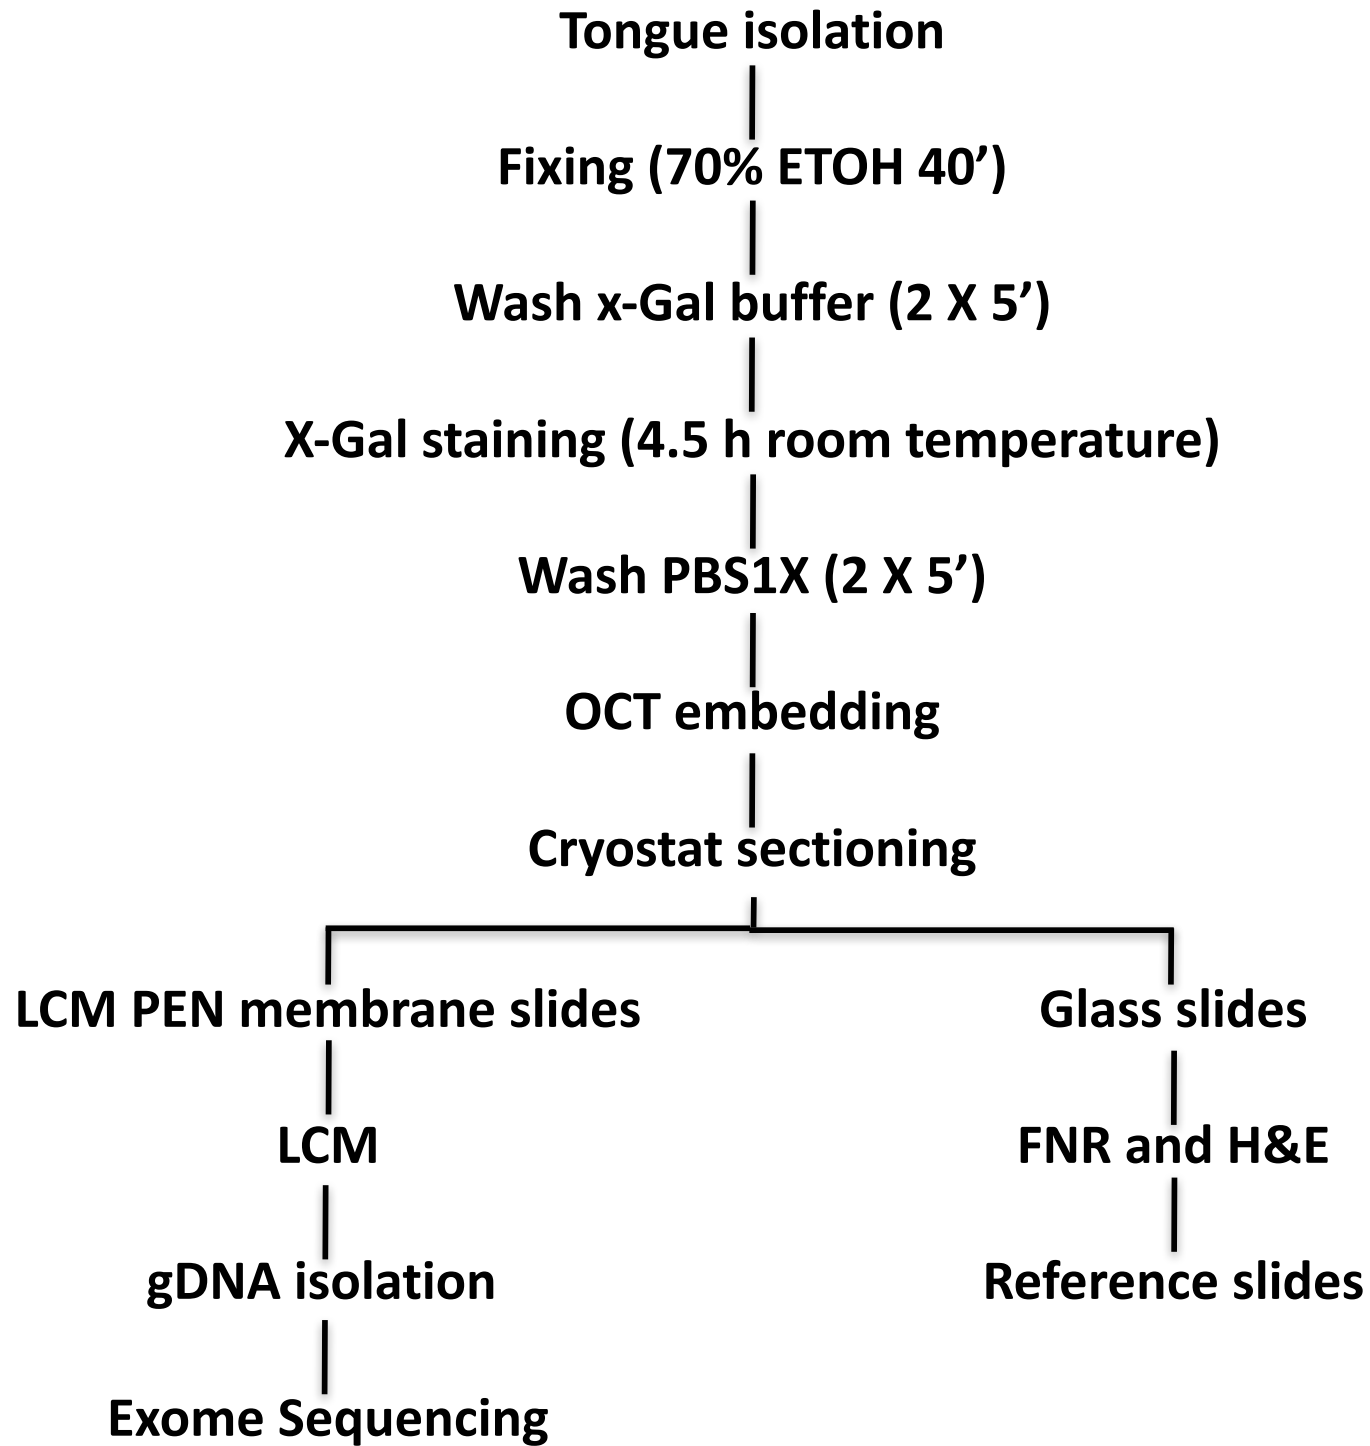 Tongue isolation
Fixing (70% ETOH 40’)
Wash x-Gal buffer (2 X 5’)
X-Gal staining (4.5 h room temperature)
Wash PBS1X (2 X 5’)
OCT embedding
Cryostat sectioning
LCM PEN membrane slides
LCM
gDNA isolation
Exome Sequencing
Glass slides
FNR and H&E
Reference slides